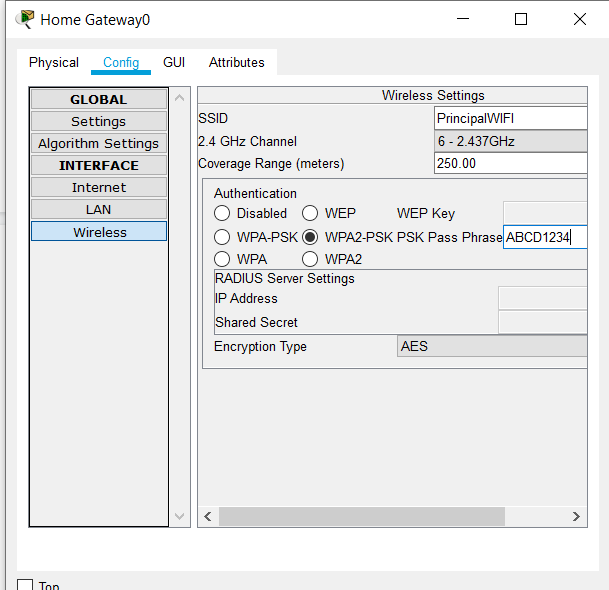 Home Gateway0
Physical Config GUI Attributes
GLOBAL
Settings
Algorithm Settings
INTERFACE
Internet
LAN
Wireless
Wireless Settings
SSID PrincipalWIFI
2.4 GHz Channel 6 - 2.437GHz
Coverage Range (meters) 250.00
Authentication
Disabled WEP WEP Key
WPA-PSK WPA2-PSK PSK Pass Phrase ABCD1234
WPA WPA2
RADIUS Server Settings
IP Address
Shared Secret
Encryption Type AES
Top